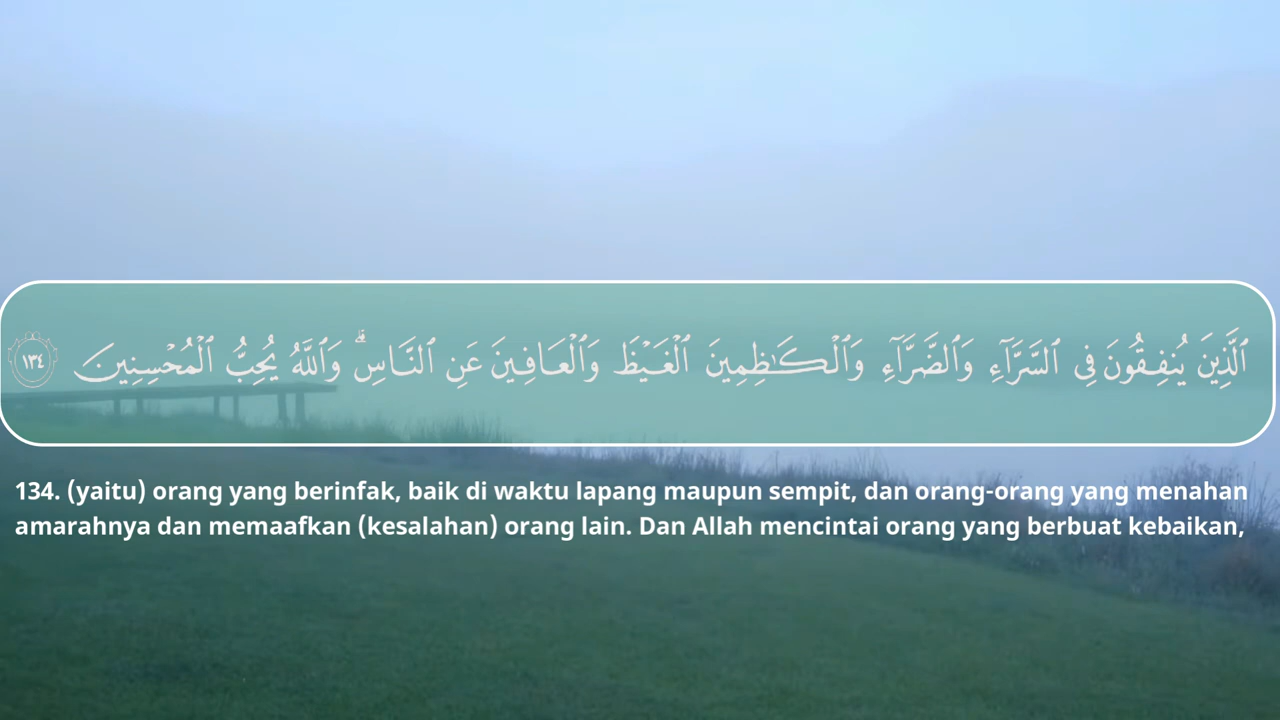 ٱلَّذِينَ يُنفِقُونَ فِى ٱلسَّرَّآءِ وَٱلضَّرَّآءِ وَٱلْكَـٰظِمِينَ ٱلْغَيْظَ وَٱلْعَافِينَ عَنِ ٱلنَّاسِ ۗ وَٱللَّهُ يُحِبُّ ٱلْمُحْسِنِينَ ١٣٤
134. (yaitu) orang yang berinfak, baik di waktu lapang maupun sempit, dan orang-orang yang menahan
amarahnya dan memaafkan (kesalahan) orang lain. Dan Allah mencintai orang yang berbuat kebaikan,